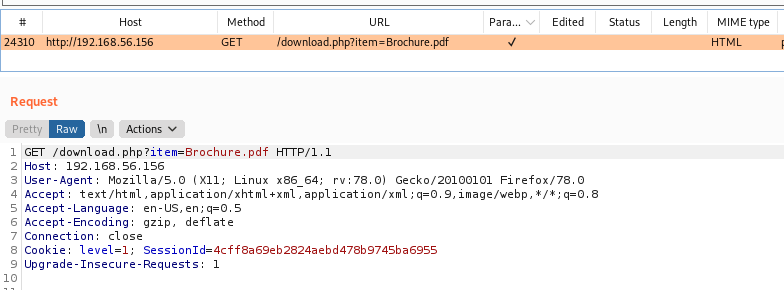 # Host Method URL Para... Edited Status Length MIME type
24310 http://192.168.56.156 GET /download.php?item=Brochure.pdf ✓ HTML
Request
Pretty Raw \n Actions
1 GET /download.php?item=Brochure.pdf HTTP/1.1
2 Host: 192.168.56.156
3 User-Agent: Mozilla/5.0 (X11; Linux x86_64; rv:78.0) Gecko/20100101 Firefox/78.0
4 Accept: text/html,application/xhtml+xml,application/xml;q=0.9,image/webp,*/*;q=0.8
5 Accept-Language: en-US,en;q=0.5
6 Accept-Encoding: gzip, deflate
7 Connection: close
8 Cookie: level=1; SessionId=4cff8a69eb2824aebd478b9745ba6955
9 Upgrade-Insecure-Requests: 1
10